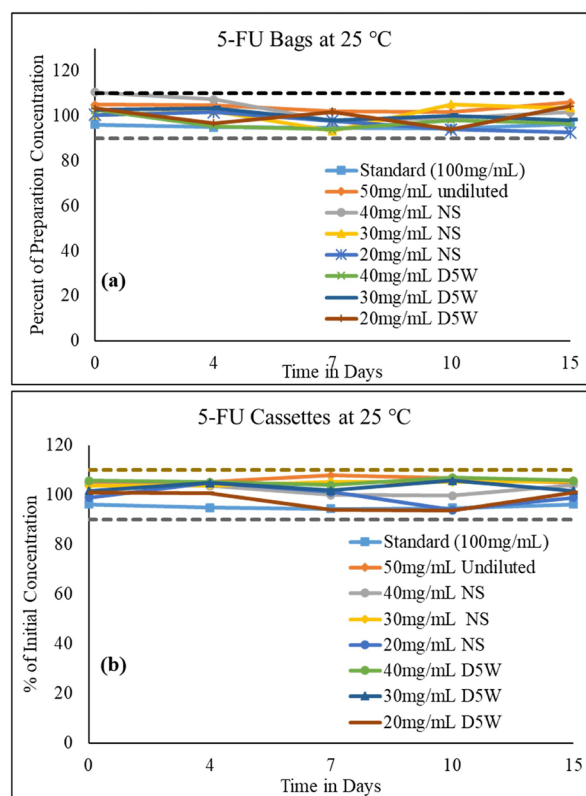 5-FU Bags at 25 °C
Percent of Preparation Concentration
120
100
80
60
40
20
0
Standard (100mg/mL)
50mg/mL undiluted
40mg/mL NS
30mg/mL NS
20mg/mL NS
40mg/mL D5W
30mg/mL D5W
20mg/mL D5W
(a)
0 4 7 10 15
Time in Days
5-FU Cassettes at 25 °C
% of Initial Concentration
120
100
80
60
40
20
0
Standard (100mg/mL)
50mg/mL Undiluted
40mg/mL NS
30mg/mL NS
20mg/mL NS
40mg/mL D5W
30mg/mL D5W
20mg/mL D5W
(b)
0 4 7 10 15
Time in Days